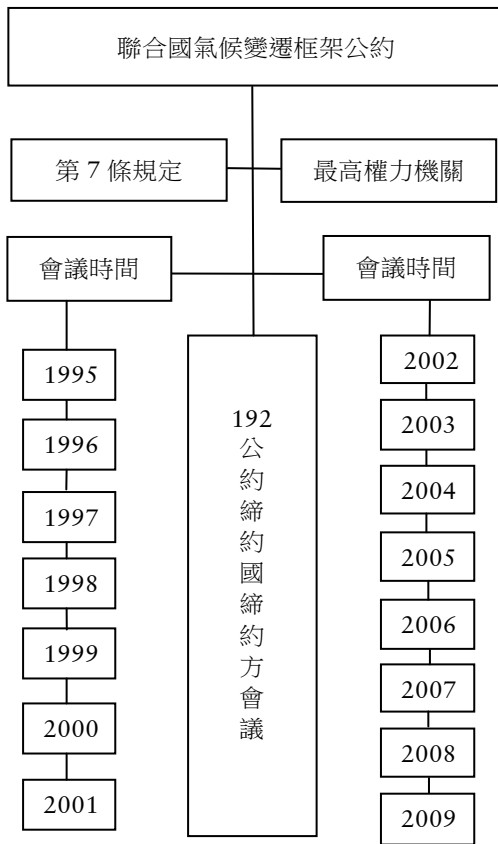 聯合國氣候變遷框架公約
第 7 條規定
最高權力機關
會議時間
會議時間
1995
1996
1997
1998
1999
2000
2001
192
公
約
締
約
國
締
約
方
會
議
2002
2003
2004
2005
2006
2007
2008
2009